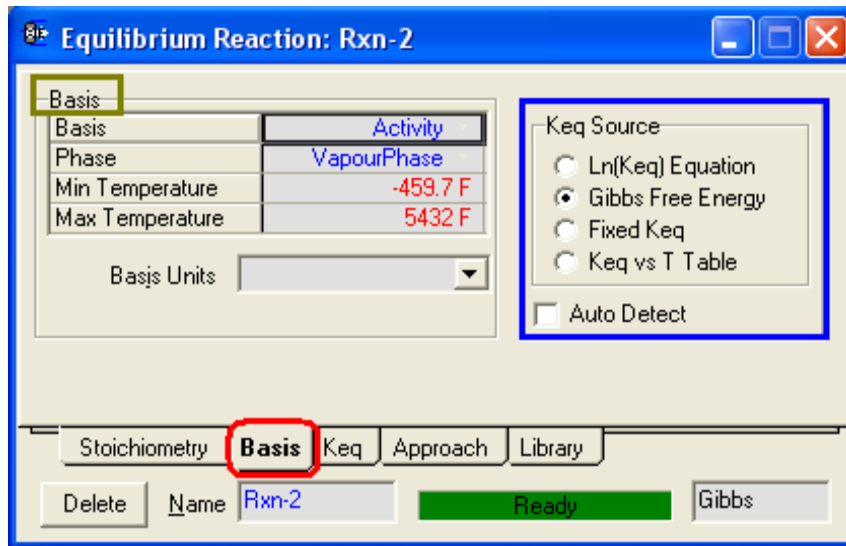 Equilibrium Reaction: Rxn-2
Basis
Basis Activity
Phase VapourPhase
Min Temperature -459.7 F
Max Temperature 5432 F
Basis Units
Keq Source
Ln(Keq) Equation
Gibbs Free Energy
Fixed Keq
Keq vs T Table
Auto Detect
Stoichiometry Basis Keq Approach Library
Delete Name Rxn-2 Ready Gibbs